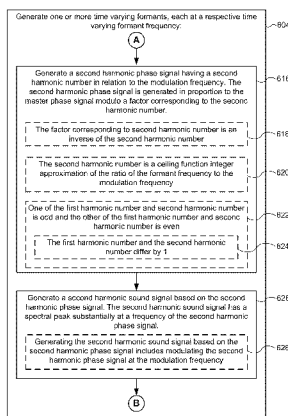 Generate one or more time varying formants, each at a respective time
varying formant frequency:
604
A
Generate a second harmonic phase signal having a second
harmonic number in relation to the modulation frequency. The
second harmonic phase signal is generated in proportion to the
master phase signal modulo a factor corresponding to the second
harmonic number.
616
The factor corresponding to second harmonic number is an
inverse of the second harmonic number
618
The second harmonic number is a ceiling function integer
approximation of the ratio of the formant frequency to the
modulation frequency
620
One of the first harmonic number and second harmonic number
is odd and the other of the first harmonic number and second
harmonic number is even
622
The first harmonic number and the second harmonic
number differ by 1
624
Generate a second harmonic sound signal based on the second
harmonic phase signal. The second harmonic sound signal has a
spectral peak substantially at a frequency of the second harmonic
phase signal.
626
Generating the second harmonic sound signal based on the
second harmonic phase signal includes modulating the second
harmonic phase signal at the modulation frequency
628
B